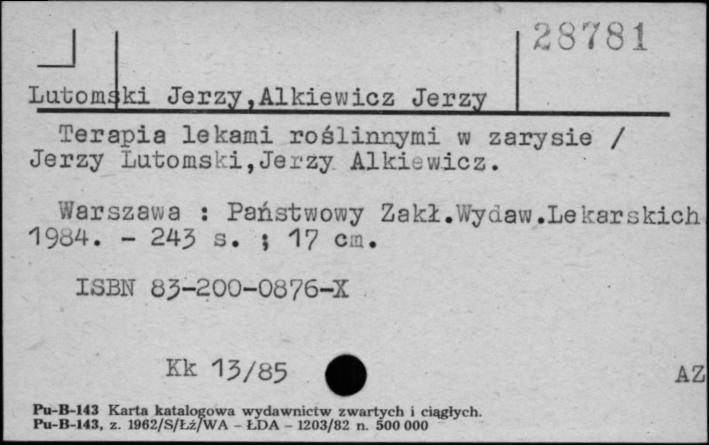 28781
Lutomski Jerzy,Alkiewicz Jerzy
Terapia lekami roślinnymi w zarysie /
Jerzy Lutomski,Jerzy Alkiewicz.
Warszawa : Państwowy Zakł.Wydaw.Lekarskich
1984. - 243 s. ; 17 cm.
ISBN 83-200-0876-X
Kk 13/85
AZ
Pu-B-143 Karta katalogowa wydawnictw zwartych i ciągłych.
Pu-B-143, z. 1962/S/Łż/WA - ŁDA - 1203/82 n. 500 000